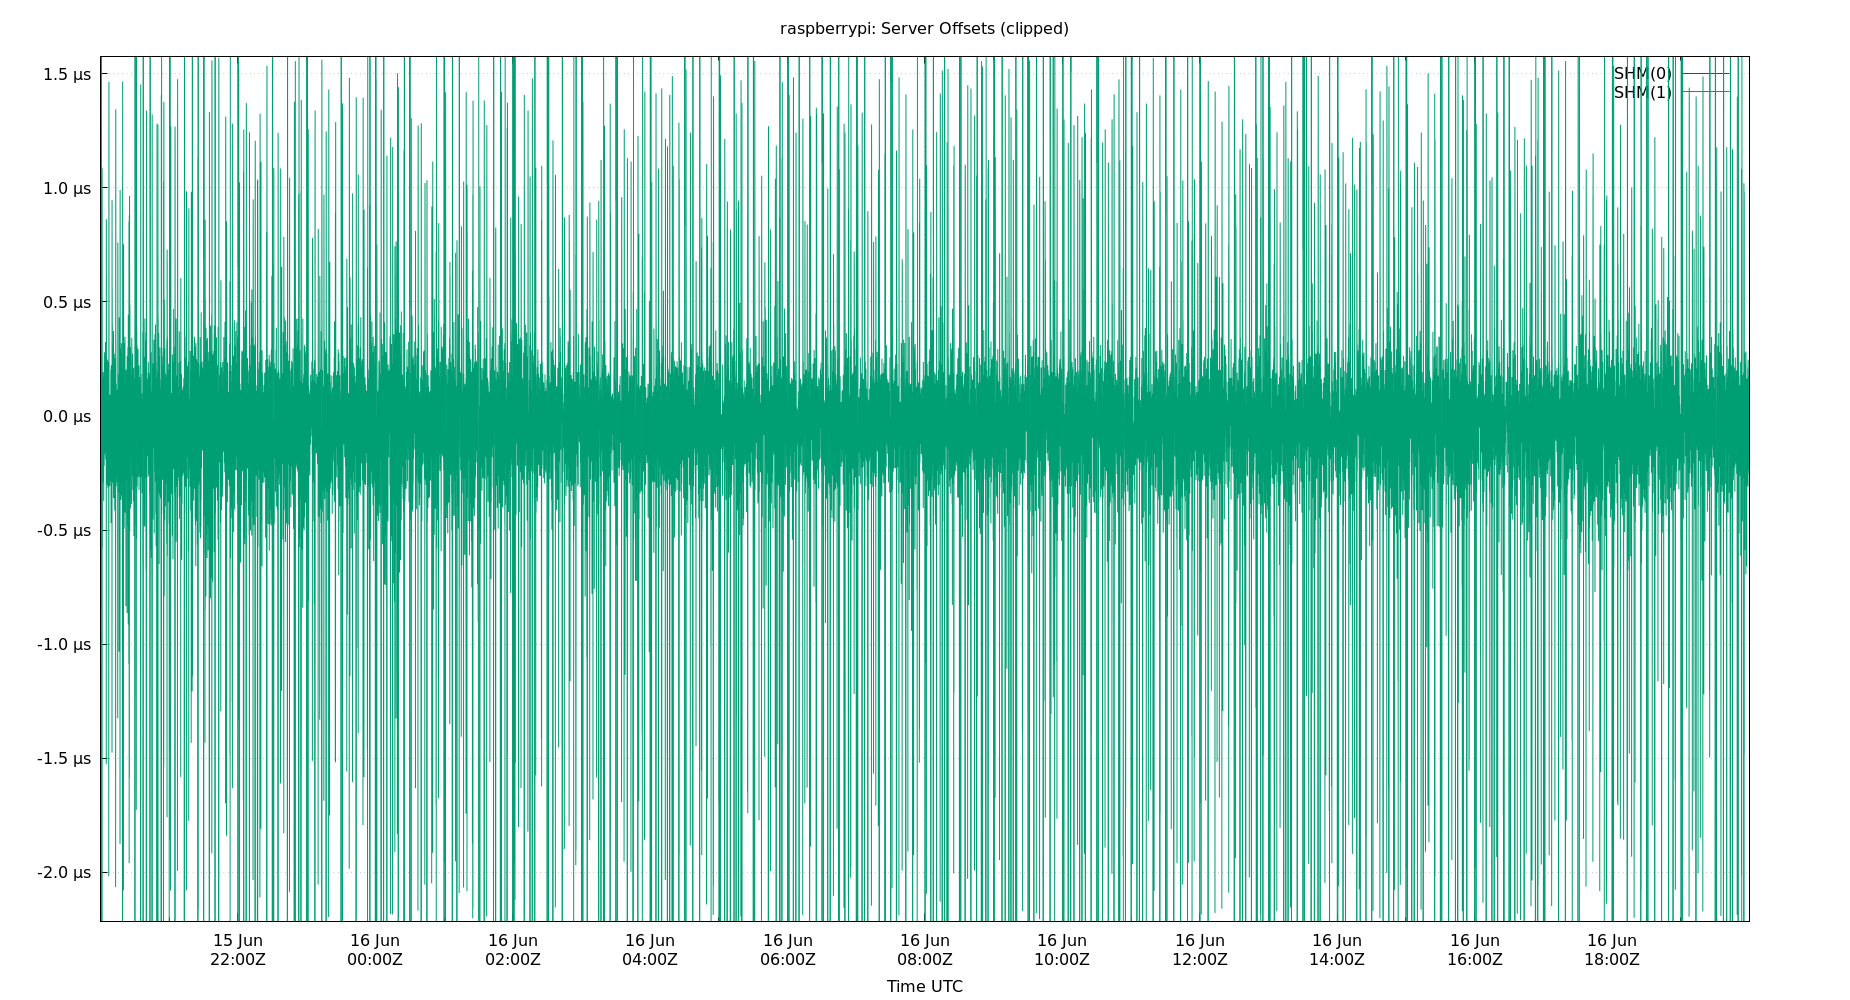 raspberrypi: Server Offsets (clipped)
1.5 µs
1.0 µs
0.5 µs
0.0 µs
-0.5 µs
-1.0 µs
-1.5 µs
-2.0 µs
SHM(0)
SHM(1)
15 Jun 16 Jun 16 Jun 16 Jun 16 Jun 16 Jun 16 Jun 16 Jun 16 Jun 16 Jun 16 Jun
22:00Z 00:00Z 02:00Z 04:00Z 06:00Z 08:00Z 10:00Z 12:00Z 14:00Z 16:00Z 18:00Z
Time UTC